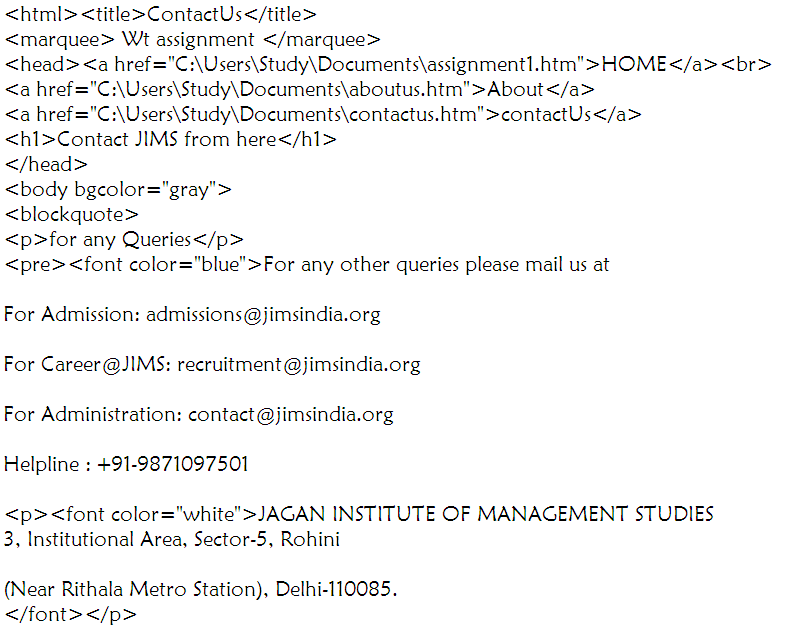 <html><title>ContactUs</title>
<marquee> Wt assignment </marquee>
<head><a href="C:\Users\Study\Documents\assignment1.htm">HOME</a><br>
<a href="C:\Users\Study\Documents\aboutus.htm">About</a>
<a href="C:\Users\Study\Documents\contactus.htm">contactUs</a>
<h1>Contact JIMS from here</h1>
</head>
<body bgcolor="gray">
<blockquote>
<p>for any Queries</p>
<pre><font color="blue">For any other queries please mail us at
For Admission: admissions@jimsindia.org
For Career@JIMS: recruitment@jimsindia.org
For Administration: contact@jimsindia.org
Helpline : +91-9871097501
<p><font color="white">JAGAN INSTITUTE OF MANAGEMENT STUDIES
3, Institutional Area, Sector-5, Rohini
(Near Rithala Metro Station), Delhi-110085.
</font></p>